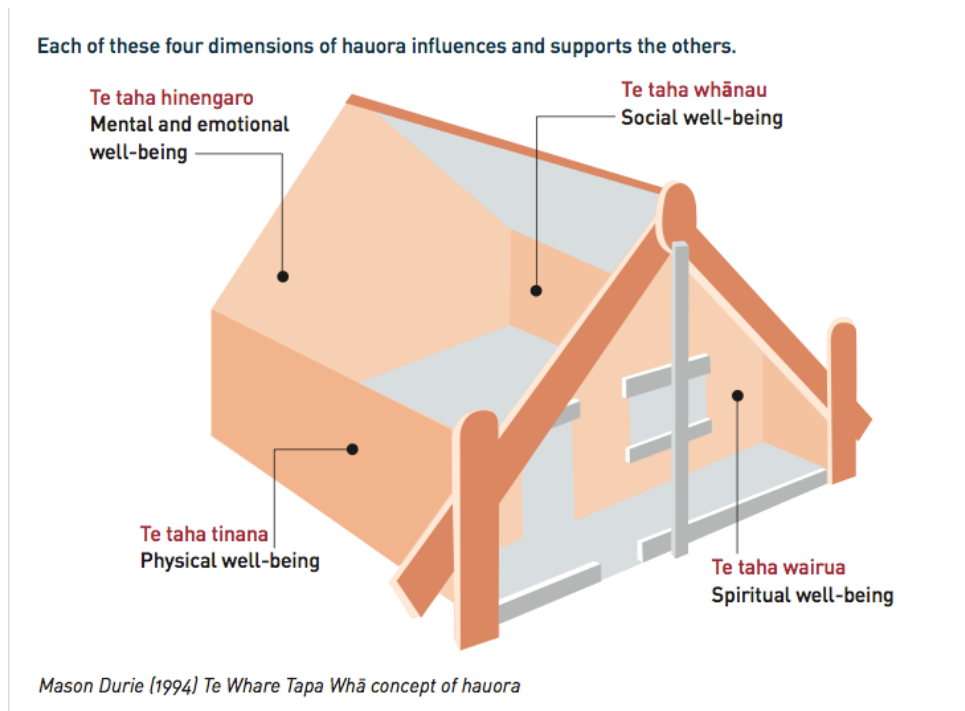 Each of these four dimensions of hauora influences and supports the others.
Te taha hinengaro
Mental and emotional
well-being
Te taha whānau
Social well-being
Te taha tinana
Physical well-being
Te taha wairua
Spiritual well-being
Mason Durie (1994) Te Whare Tapa Whā concept of hauora